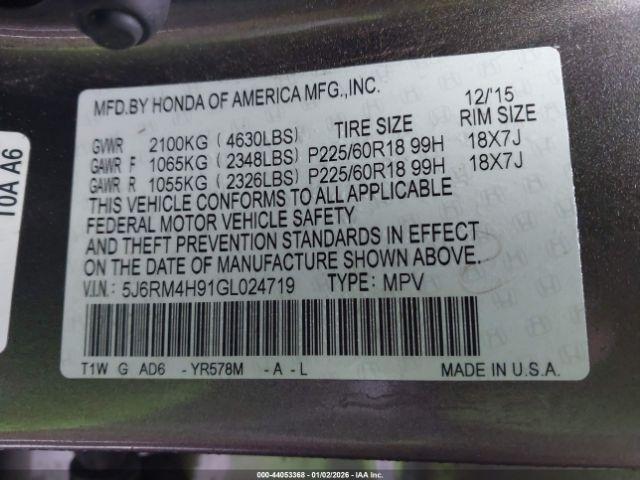 MFD.BY HONDA OF AMERICA MFG.,INC. 12/'15
GVWR 2100KG (4630LBS) TIRE SIZE RIM SIZE
GAWR F 1065KG (2348LBS) P225/60R18 99H 18X7J
GAWR R 1055KG (2326LBS) P225/60R18 99H 18X7J
THIS VEHICLE CONFORMS TO ALL APPLICABLE
FEDERAL MOTOR VEHICLE SAFETY
AND THEFT PREVENTION STANDARDS IN EFFECT
ON THE DATE OF MANUFACTURE SHOWN ABOVE.
V.I.N.: 5J6RM4H91GL024719 TYPE: MPV
T1W G AD6 -YR578M -A-L MADE IN U.S.A.
10A A6
000-44053368 - 01/02/2026 - Copyright: IAA